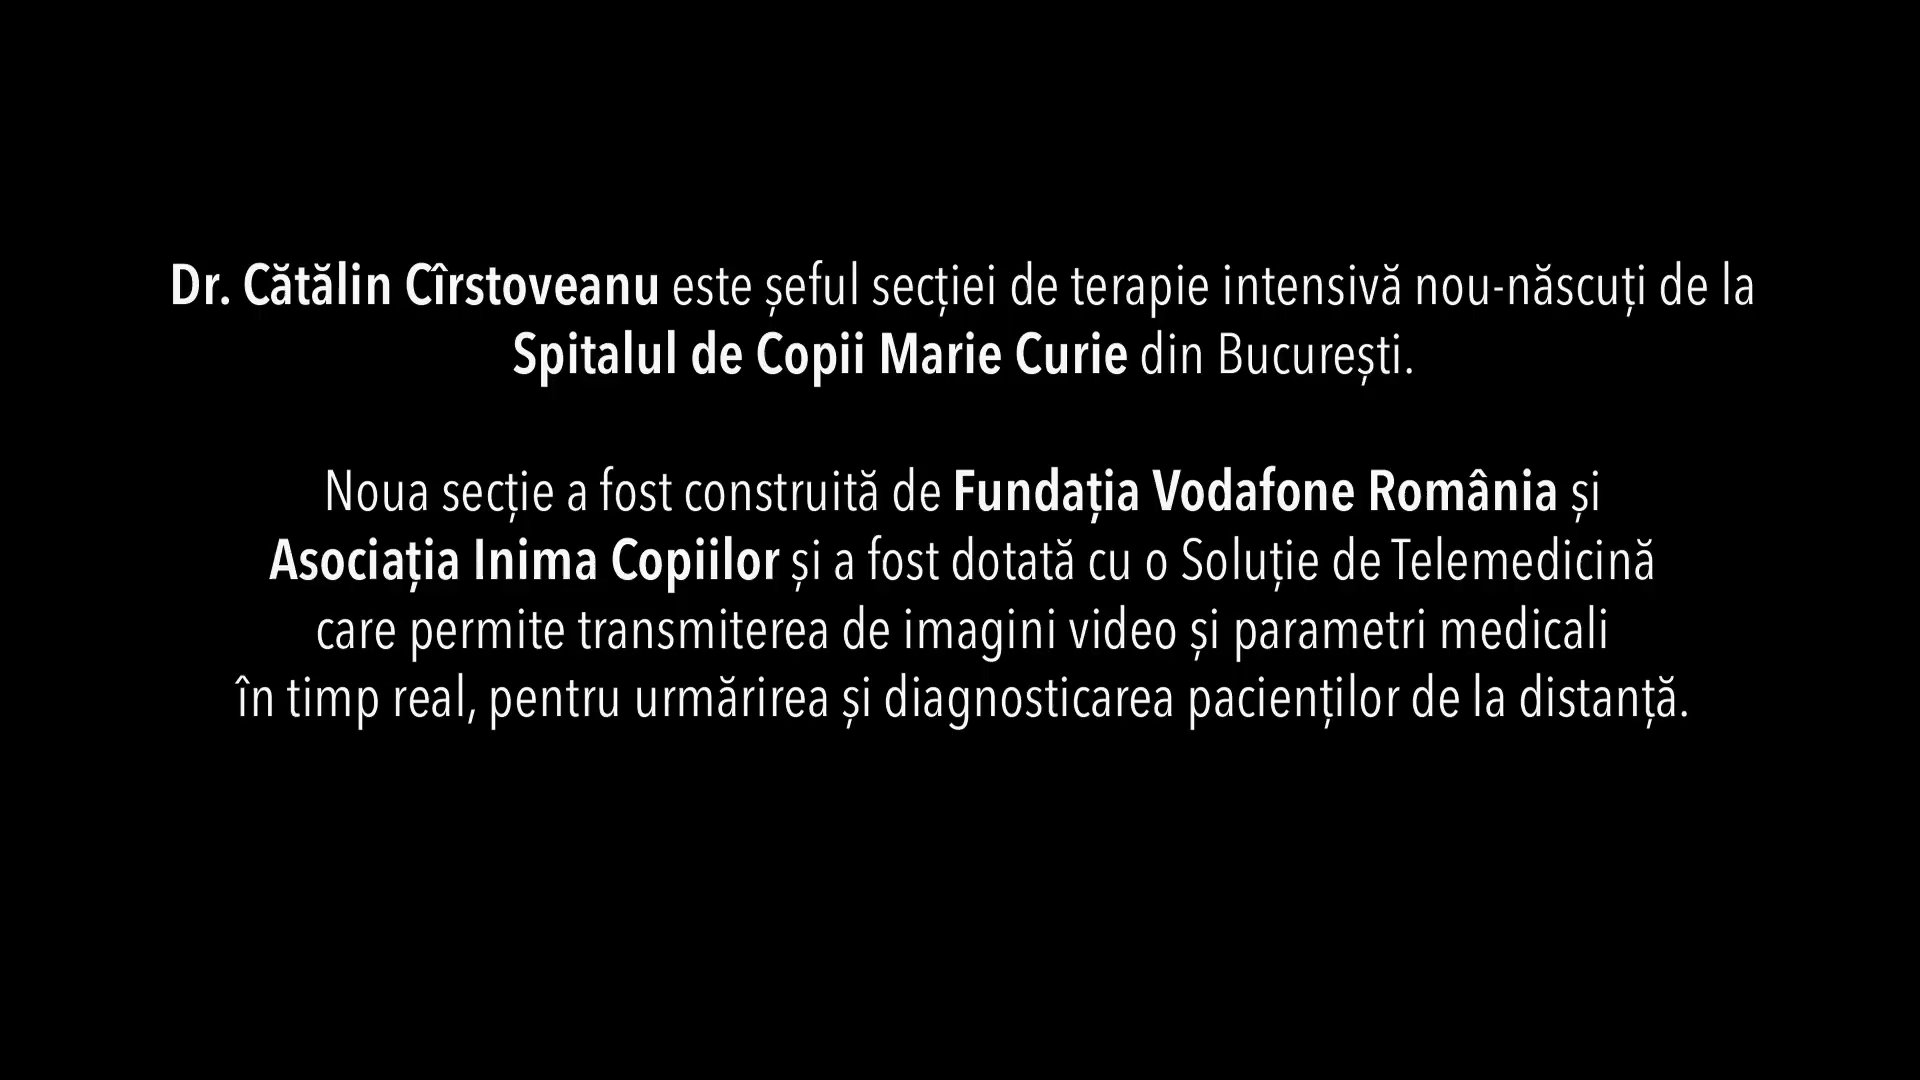 Dr. Cătălin Cîrstoveanu este șeful secției de terapie intensivă nou-născuți de la
Spitalul de Copii Marie Curie din București.
Noua secție a fost construită de Fundația Vodafone România și
Asociația Inima Copiilor și a fost dotată cu o Soluție de Telemedicină
care permite transmiterea de imagini video și parametri medicali
în timp real, pentru urmărirea și diagnosticarea pacienților de la distanță.